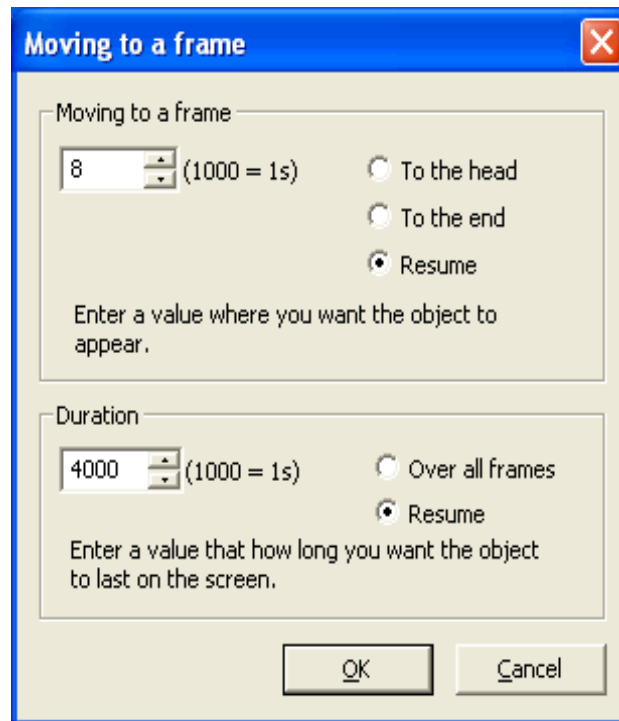 Moving to a frame
Moving to a frame
8 (1000 = 1s)
To the head
To the end
Resume
Enter a value where you want the object to
appear.
Duration
4000 (1000 = 1s)
Over all frames
Resume
Enter a value that how long you want the object
to last on the screen.
OK
Cancel